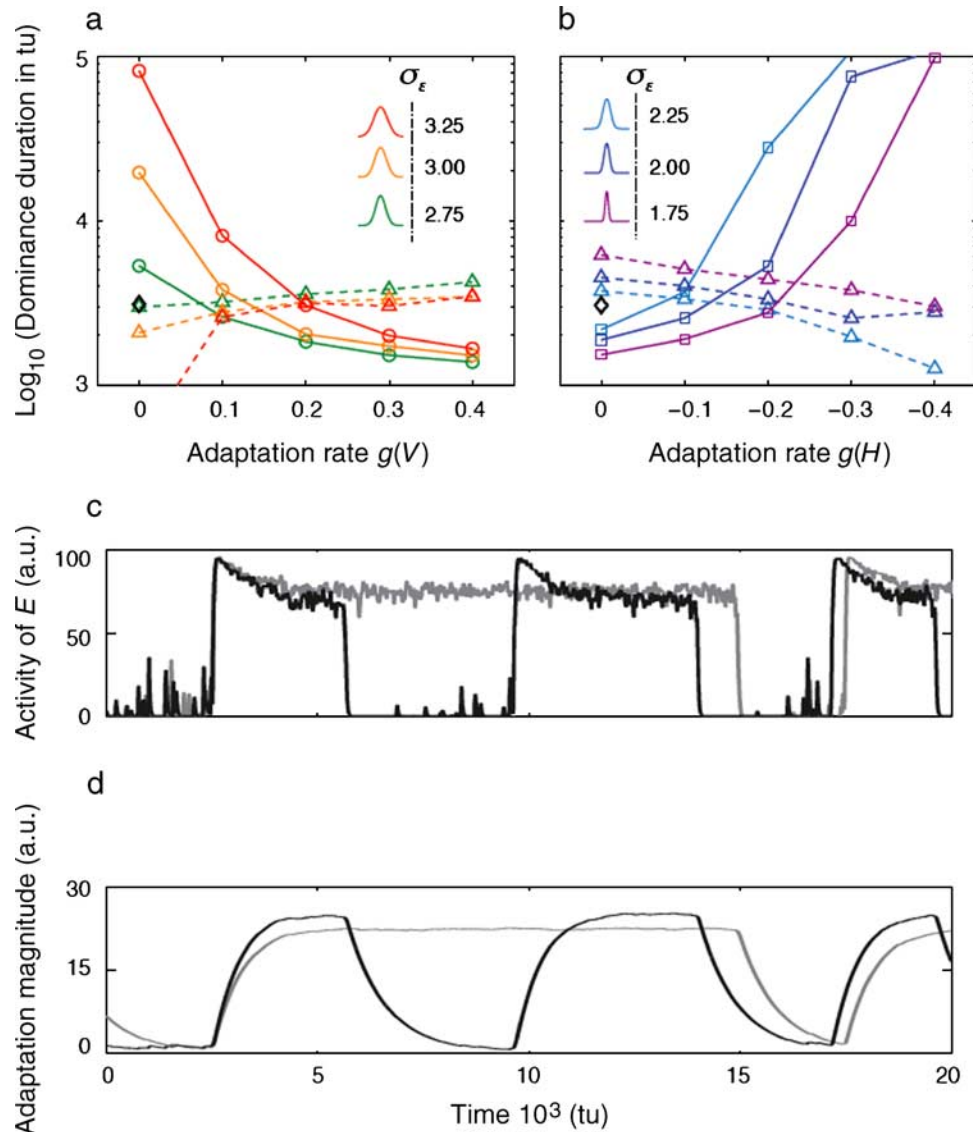 a
b
Log10 (Dominance duration in tu)
5
4
3
σε
3.25
3.00
2.75
σε
2.25
2.00
1.75
0 0.1 0.2 0.3 0.4
0 −0.1 −0.2 −0.3 −0.4
Adaptation rate g(V)
Adaptation rate g(H)
c
Activity of E (a.u.)
100
50
0
d
Adaptation magnitude (a.u.)
30
15
0
0 5 10 15 20
Time 10³ (tu)